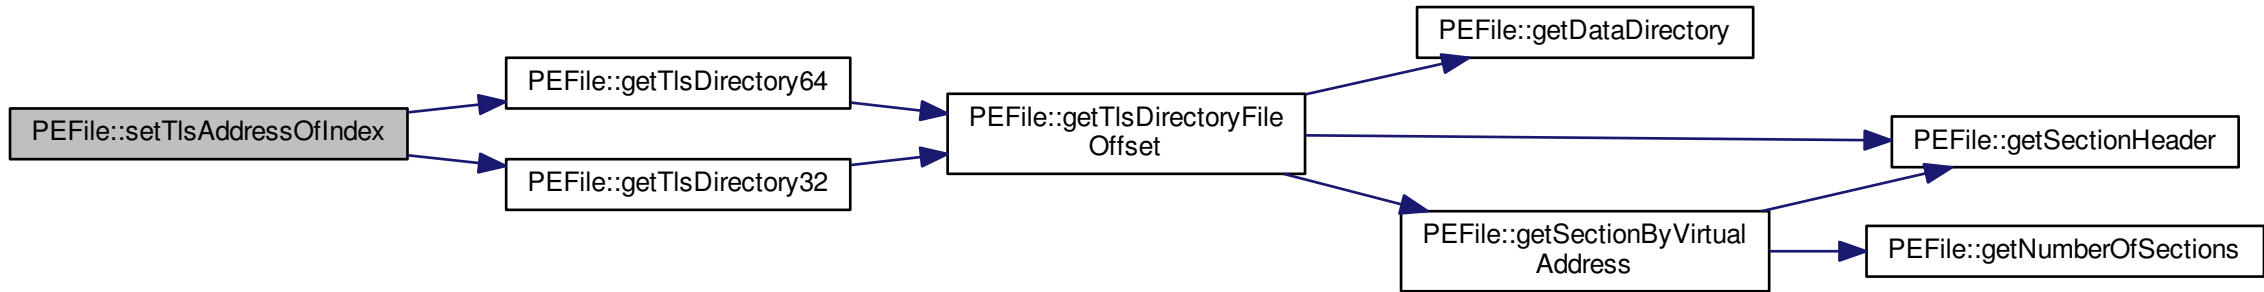 PEFile::getDataDirectory
PEFile::getTlsDirectory64
PEFile::setTlsAddressOfIndex
PEFile::getTlsDirectoryFile
Offset
PEFile::getSectionHeader
PEFile::getTlsDirectory32
PEFile::getSectionByVirtual
Address
PEFile::getNumberOfSections